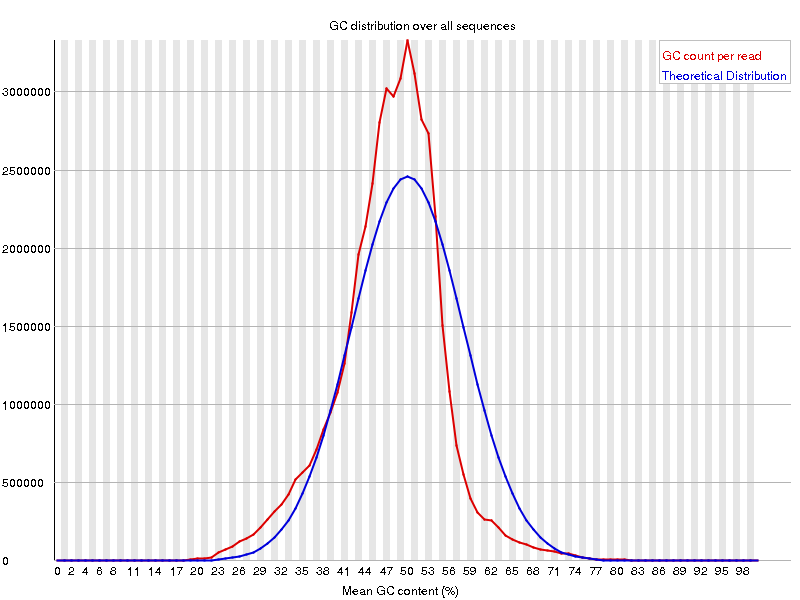 GC distribution over all sequences
GC count per read
Theoretical Distribution
3000000
2500000
2000000
1500000
1000000
500000
0
0 2 4 6 8 11 14 17 20 23 26 29 32 35 38 41 44 47 50 53 56 59 62 65 68 71 74 77 80 83 86 89 92 95 98
Mean GC content (%)